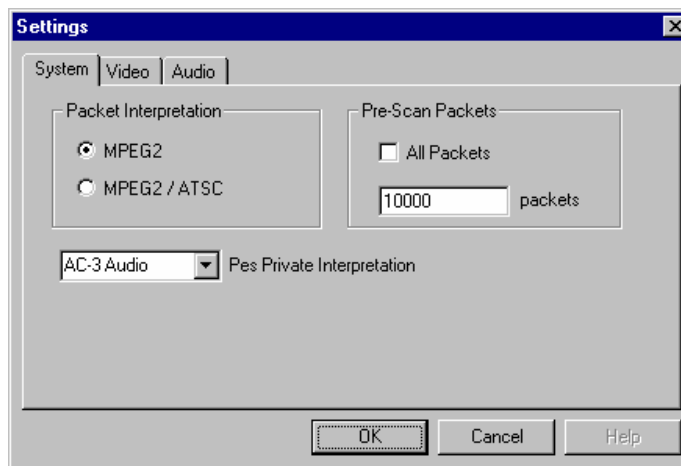 Settings
System Video Audio
Packet Interpretation
MPEG2
MPEG2 / ATSC
Pre-Scan Packets
All Packets
10000 packets
AC-3 Audio Pes Private Interpretation
OK Cancel Help